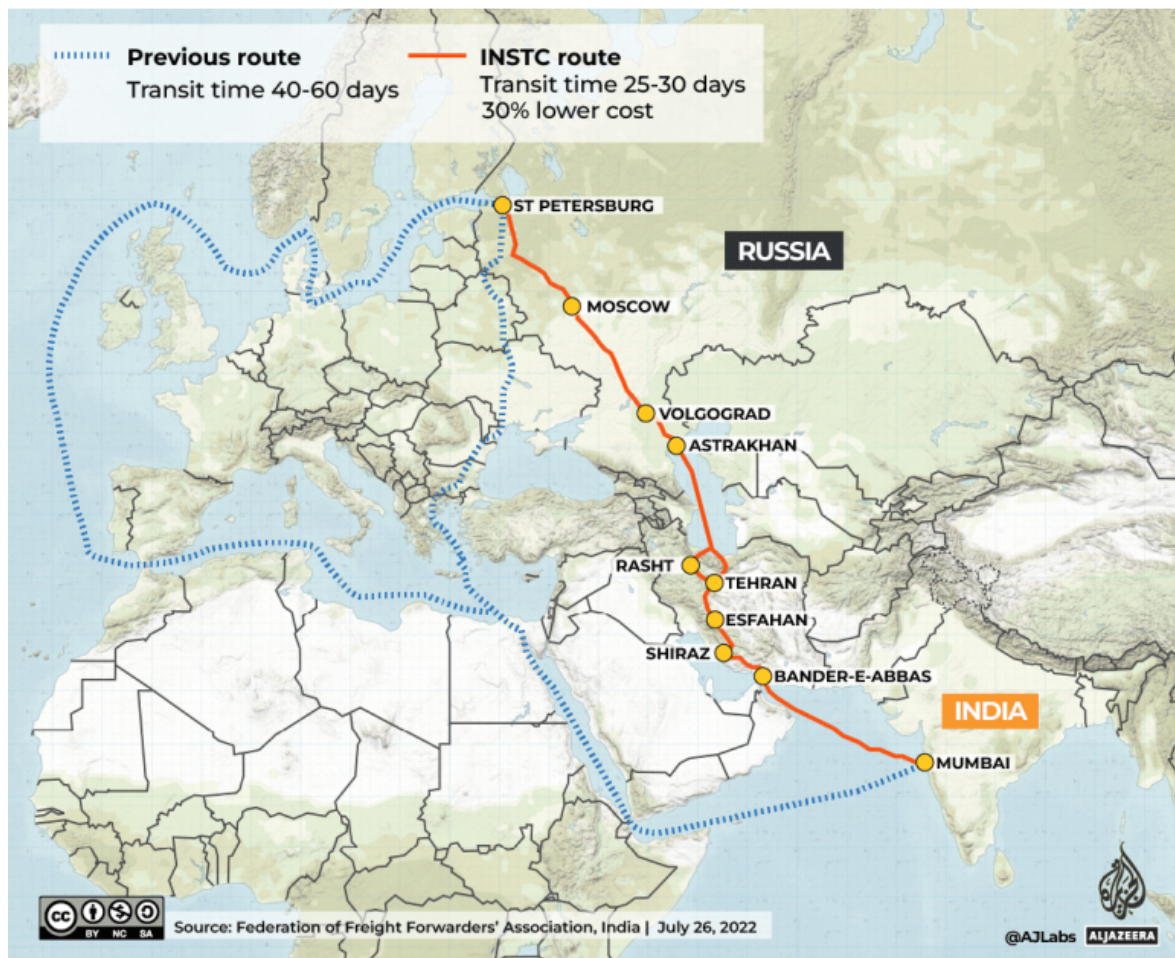 Previous route
Transit time 40-60 days
INSTC route
Transit time 25-30 days
30% lower cost
ST PETERSBURG
RUSSIA
MOSCOW
VOLGOGRAD
ASTRAKHAN
RASHT
TEHRAN
ESFAHAN
SHIRAZ
BANDER-E-ABBAS
INDIA
MUMBAI
cc
BY NC SA
Source: Federation of Freight Forwarders' Association, India | July 26, 2022
@AJLabs ALJAZEERA